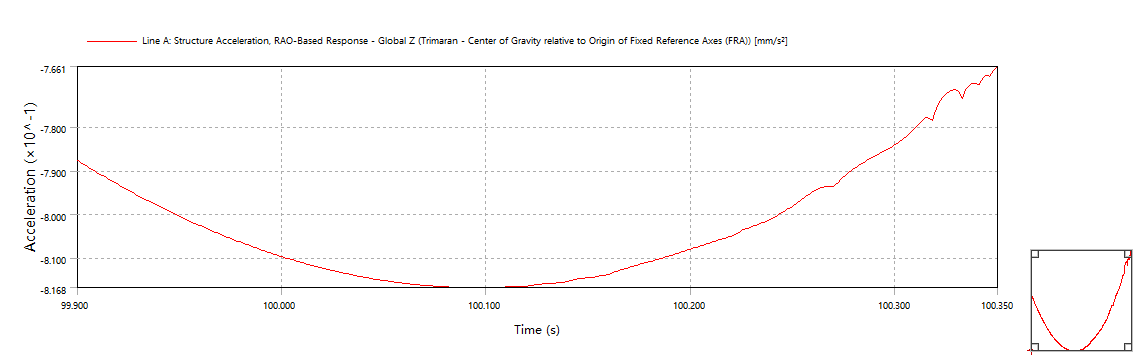 Line A: Structure Acceleration, RAO-Based Response - Global Z (Trimaran - Center of Gravity relative to Origin of Fixed Reference Axes (FRA)) [mm/s²]
Acceleration (×10^-1)
-7.661
-7.800
-7.900
-8.000
-8.100
-8.168
99.900 100.000 100.100 100.200 100.300 100.350
Time (s)